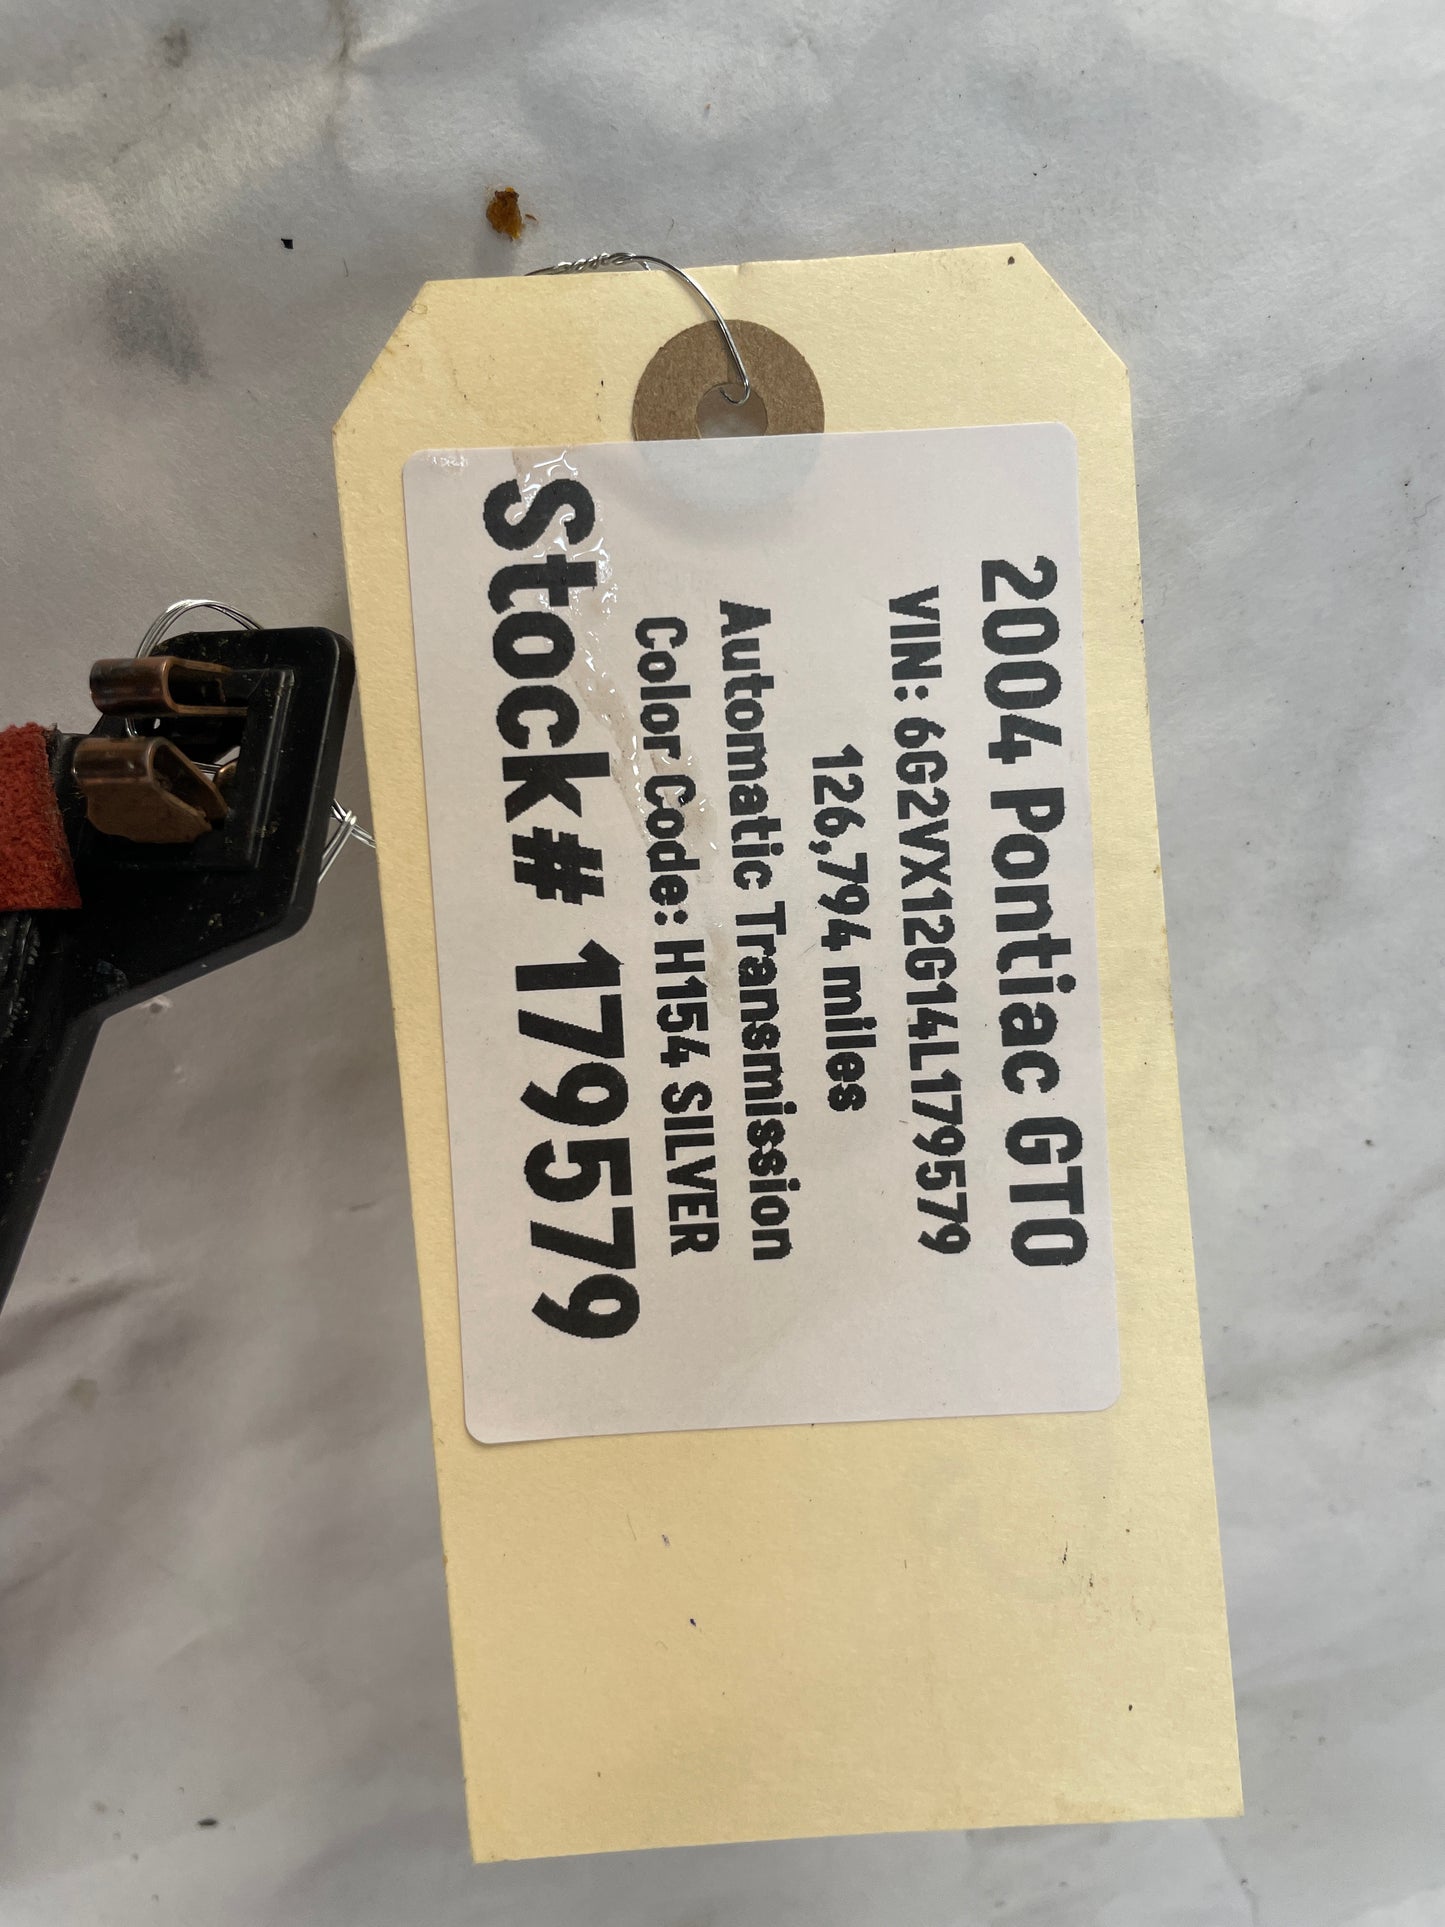 2004 Pontiac GTO
VIN: 6G2VX12G14L179579
126,794 miles
Automatic Transmission
Color Code: H154 SILVER
Stock# 179579